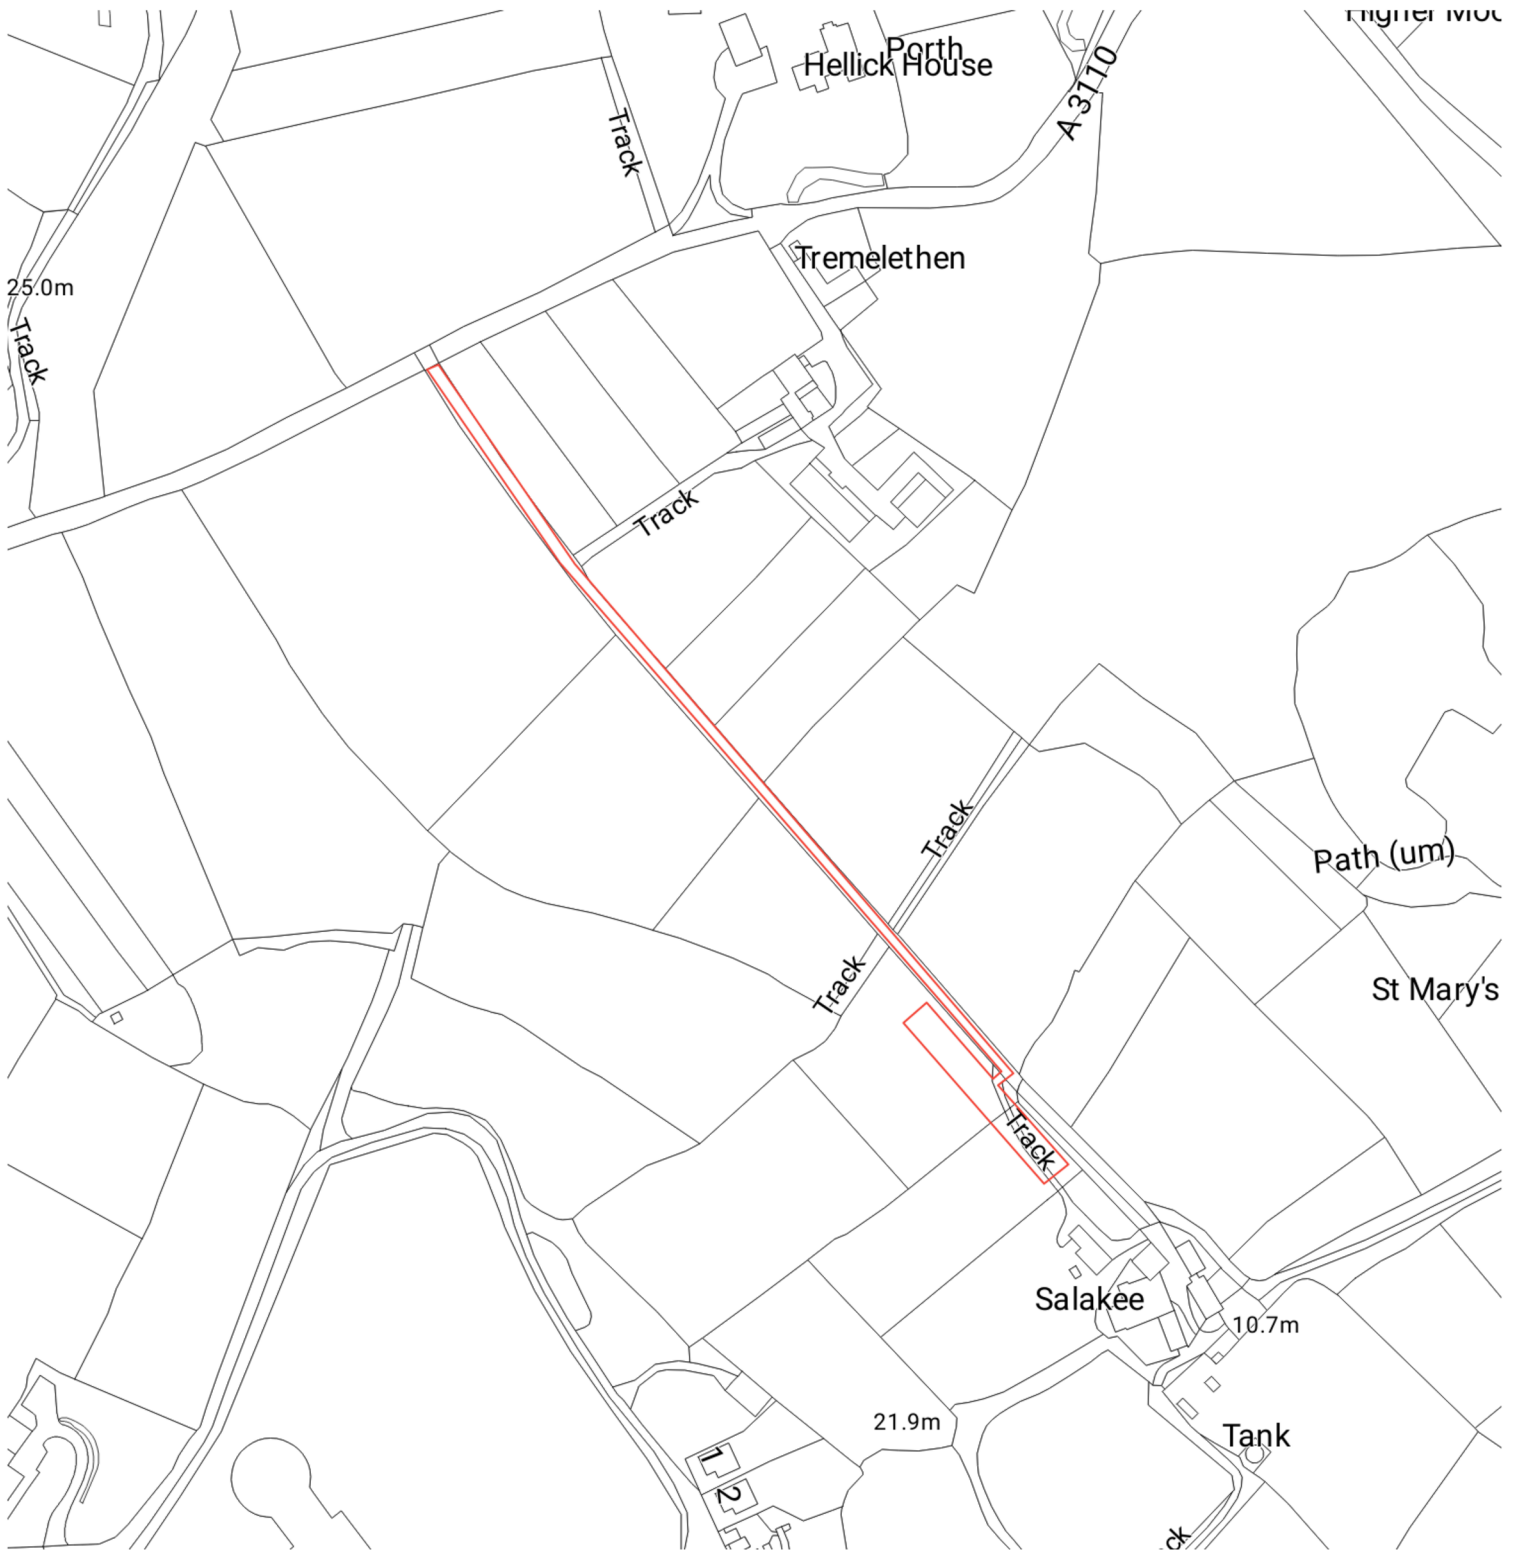 Porth
Hellick House
A 3110
Track
Tremelethen
25.0m
Track
Track
Track
Path (um)
Track
St Mary's
Track
Salakee
10.7m
21.9m
Tank
1
2